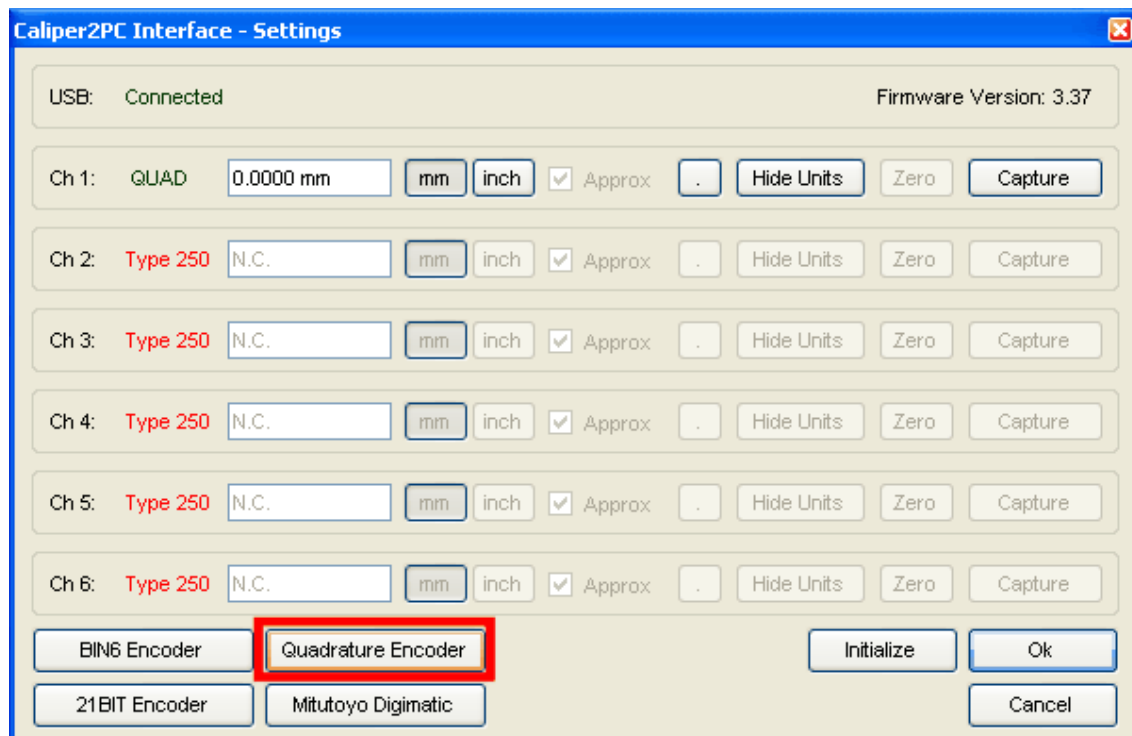 Caliper2PC Interface - Settings
USB: Connected Firmware Version: 3.37
Ch 1: QUAD 0.0000 mm mm inch Approx . Hide Units Zero Capture
Ch 2: Type 250 N.C. mm inch Approx . Hide Units Zero Capture
Ch 3: Type 250 N.C. mm inch Approx . Hide Units Zero Capture
Ch 4: Type 250 N.C. mm inch Approx . Hide Units Zero Capture
Ch 5: Type 250 N.C. mm inch Approx . Hide Units Zero Capture
Ch 6: Type 250 N.C. mm inch Approx . Hide Units Zero Capture
BIN6 Encoder Quadrature Encoder Initialize Ok
21BIT Encoder Mitutoyo Digimatic Cancel